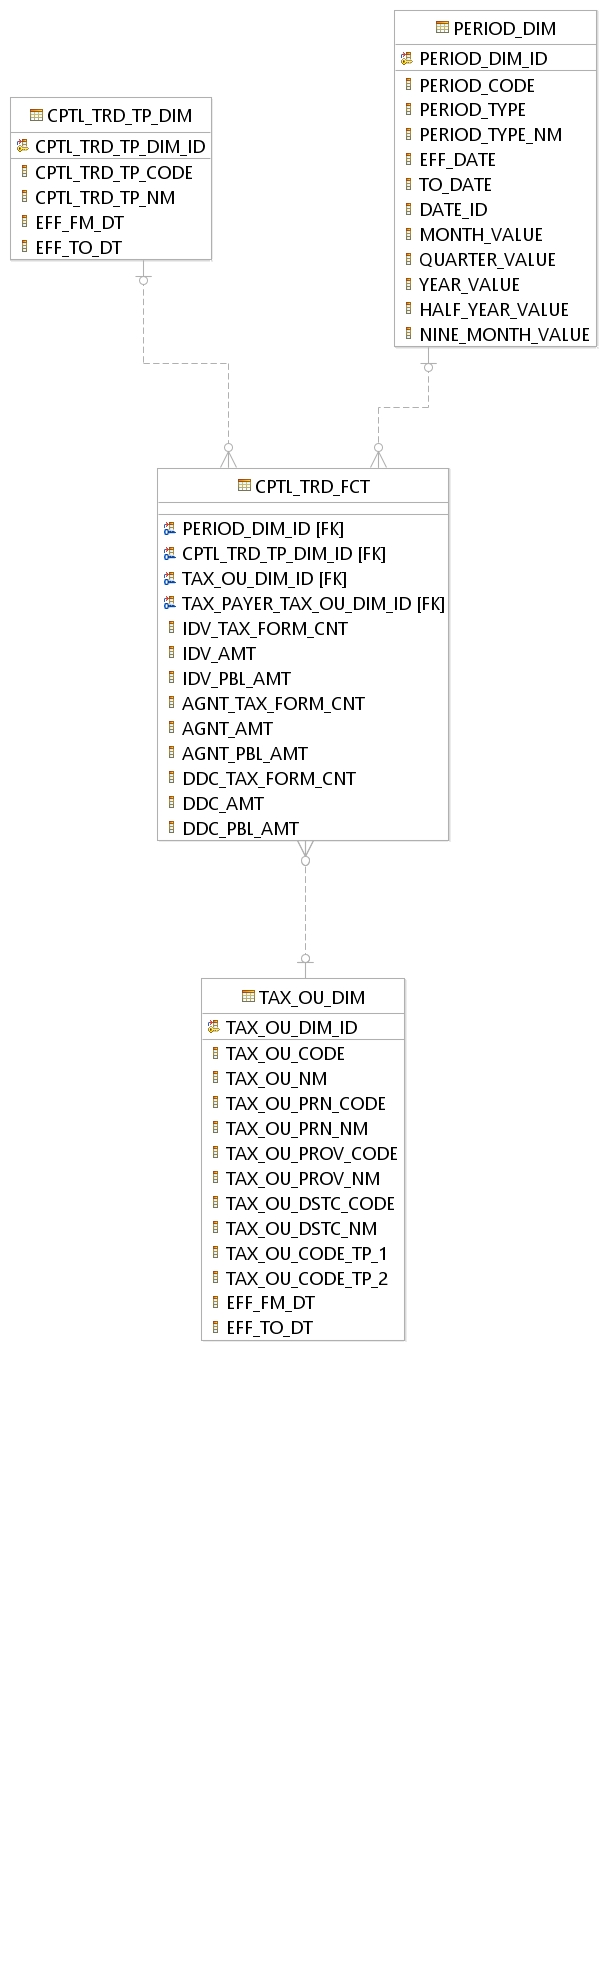 PERIOD_DIM
PERIOD_DIM_ID
PERIOD_CODE
PERIOD_TYPE
PERIOD_TYPE_NM
EFF_DATE
TO_DATE
DATE_ID
MONTH_VALUE
QUARTER_VALUE
YEAR_VALUE
HALF_YEAR_VALUE
NINE_MONTH_VALUE
CPTL_TRD_TP_DIM
CPTL_TRD_TP_DIM_ID
CPTL_TRD_TP_CODE
CPTL_TRD_TP_NM
EFF_FM_DT
EFF_TO_DT
CPTL_TRD_FCT
PERIOD_DIM_ID [FK]
CPTL_TRD_TP_DIM_ID [FK]
TAX_OU_DIM_ID [FK]
TAX_PAYER_TAX_OU_DIM_ID [FK]
IDV_TAX_FORM_CNT
IDV_AMT
IDV_PBL_AMT
AGNT_TAX_FORM_CNT
AGNT_AMT
AGNT_PBL_AMT
DDC_TAX_FORM_CNT
DDC_AMT
DDC_PBL_AMT
TAX_OU_DIM
TAX_OU_DIM_ID
TAX_OU_CODE
TAX_OU_NM
TAX_OU_PRN_CODE
TAX_OU_PRN_NM
TAX_OU_PROV_CODE
TAX_OU_PROV_NM
TAX_OU_DSTC_CODE
TAX_OU_DSTC_NM
TAX_OU_CODE_TP_1
TAX_OU_CODE_TP_2
EFF_FM_DT
EFF_TO_DT